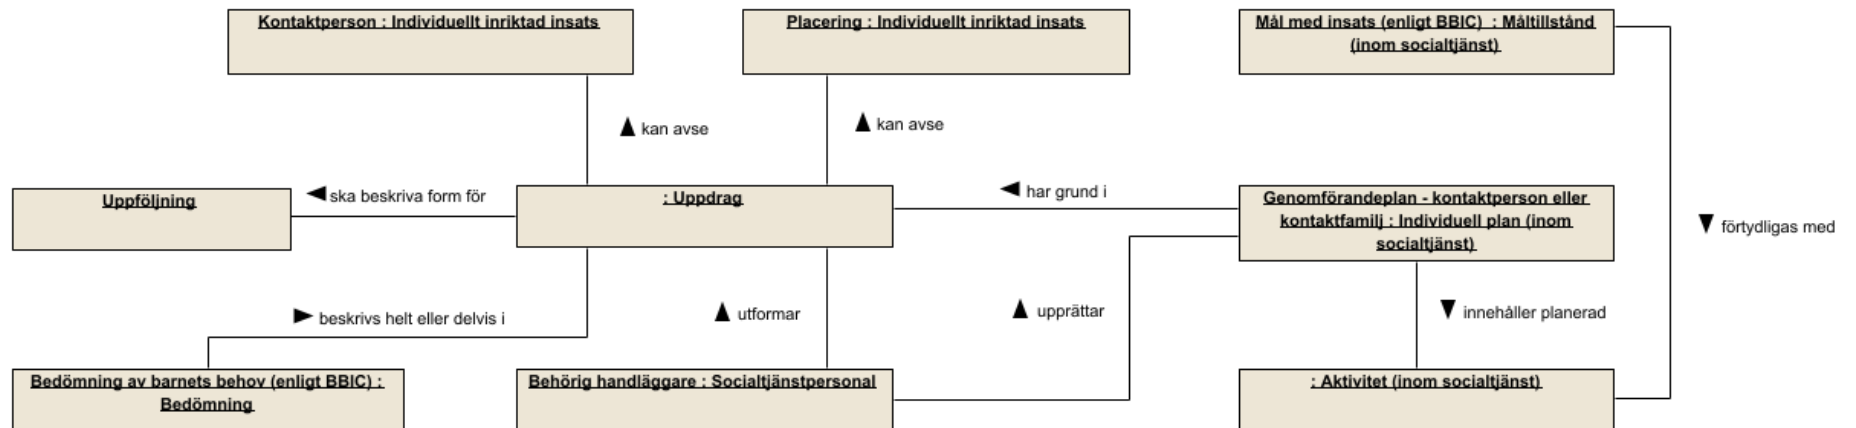 Kontaktperson : Individuellt inriktad insats
Placering : Individuellt inriktad insats
Mål med insats (enligt BBIC) : Måltillstånd
(inom socialtjänst)
kan avse
kan avse
Uppföljning
ska beskriva form för
: Uppdrag
har grund i
Genomförandeplan - kontaktperson eller
kontaktfamilj : Individuell plan (inom
socialtjänst)
förtydligas med
beskrivs helt eller delvis i
utformar
upprättar
innehåller planerad
Bedömning av barnets behov (enligt BBIC) :
Bedömning
Behörig handläggare : Socialtjänstpersonal
: Aktivitet (inom socialtjänst)